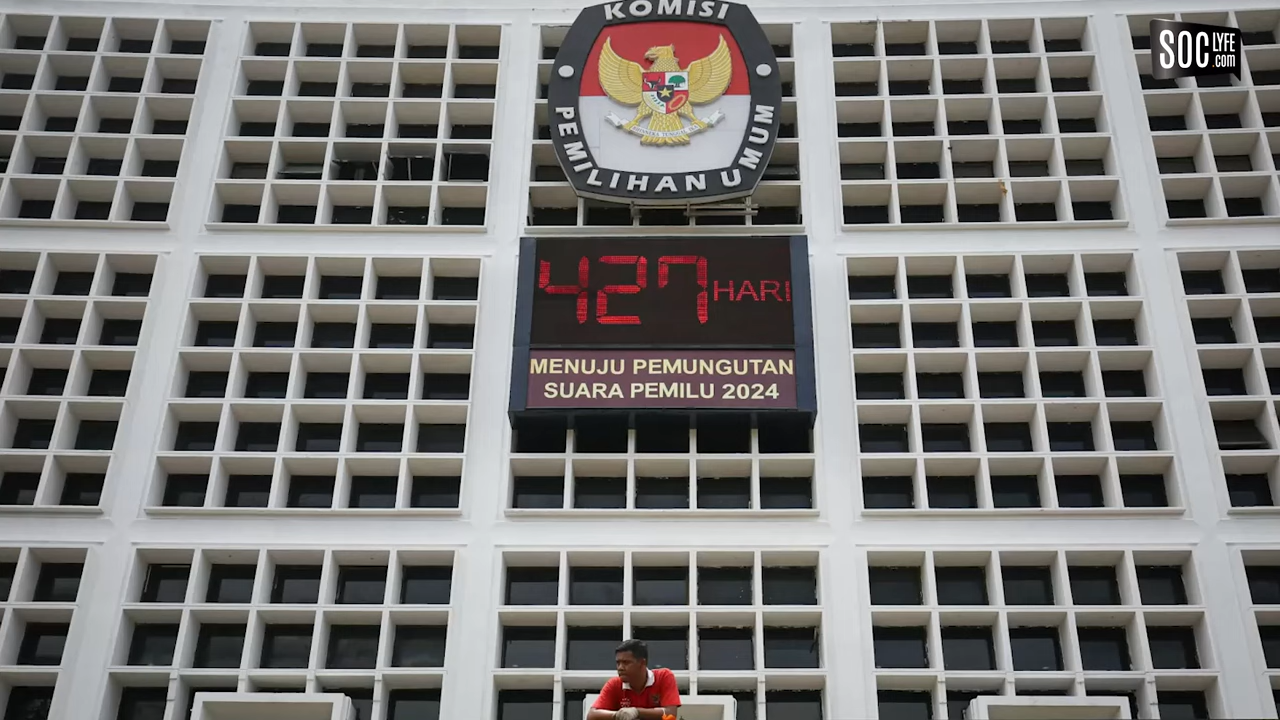 KOMISI
PEMILIHAN UMUM
427 HARI
MENUJU PEMUNGUTAN
SUARA PEMILU 2024
SOC LYFE .com